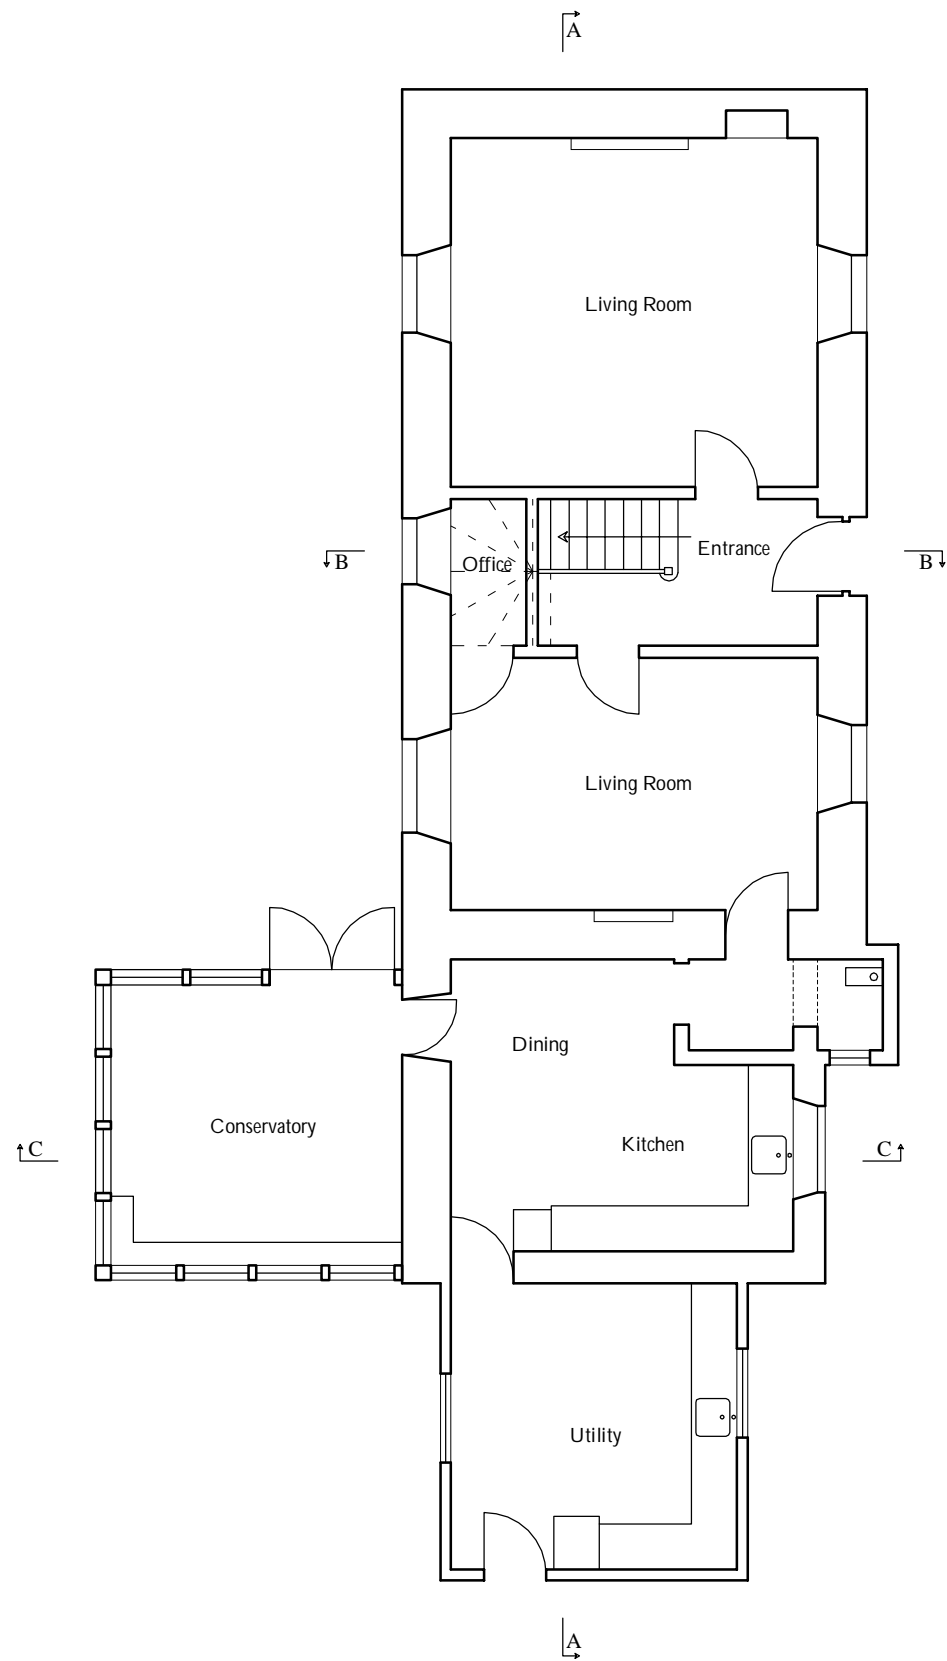 A
Living Room
Entrance
B
Office
B
Living Room
Dining
Conservatory
Kitchen
C
C
Utility
A